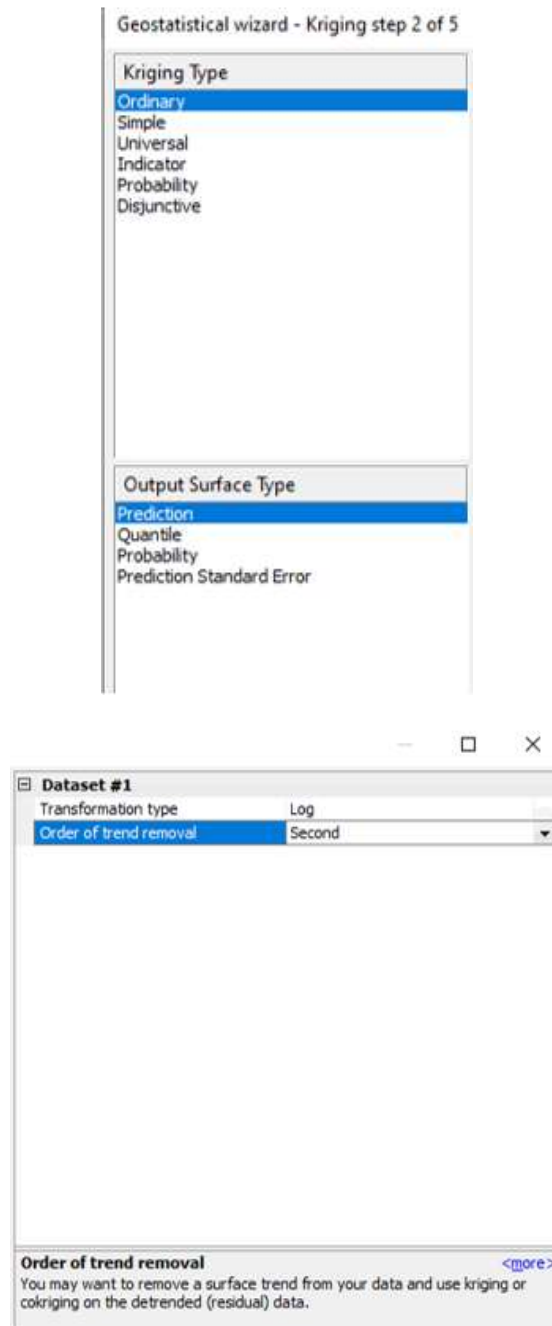 Geostatistical wizard - Kriging step 2 of 5
Kriging Type
Ordinary
Simple
Universal
Indicator
Probability
Disjunctive
Output Surface Type
Prediction
Quantile
Probability
Prediction Standard Error
Dataset #1
Transformation type Log
Order of trend removal Second
Order of trend removal <more>
You may want to remove a surface trend from your data and use kriging or
cokriging on the detrended (residual) data.